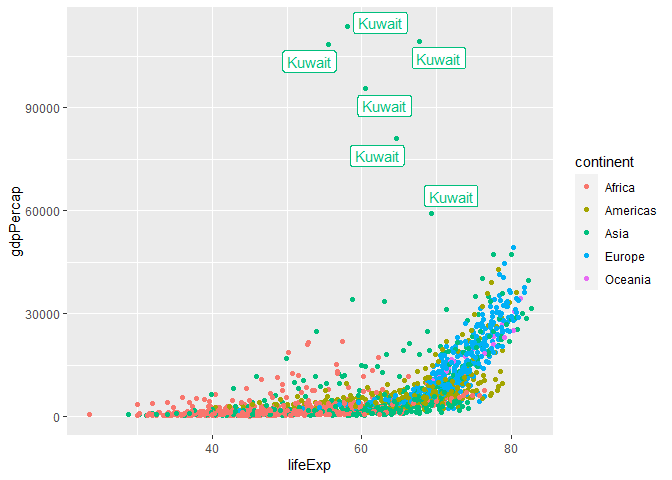 Kuwait
Kuwait
Kuwait
Kuwait
Kuwait
Kuwait
90000
60000
30000
0
gdpPercap
40
60
80
lifeExp
continent
Africa
Americas
Asia
Europe
Oceania